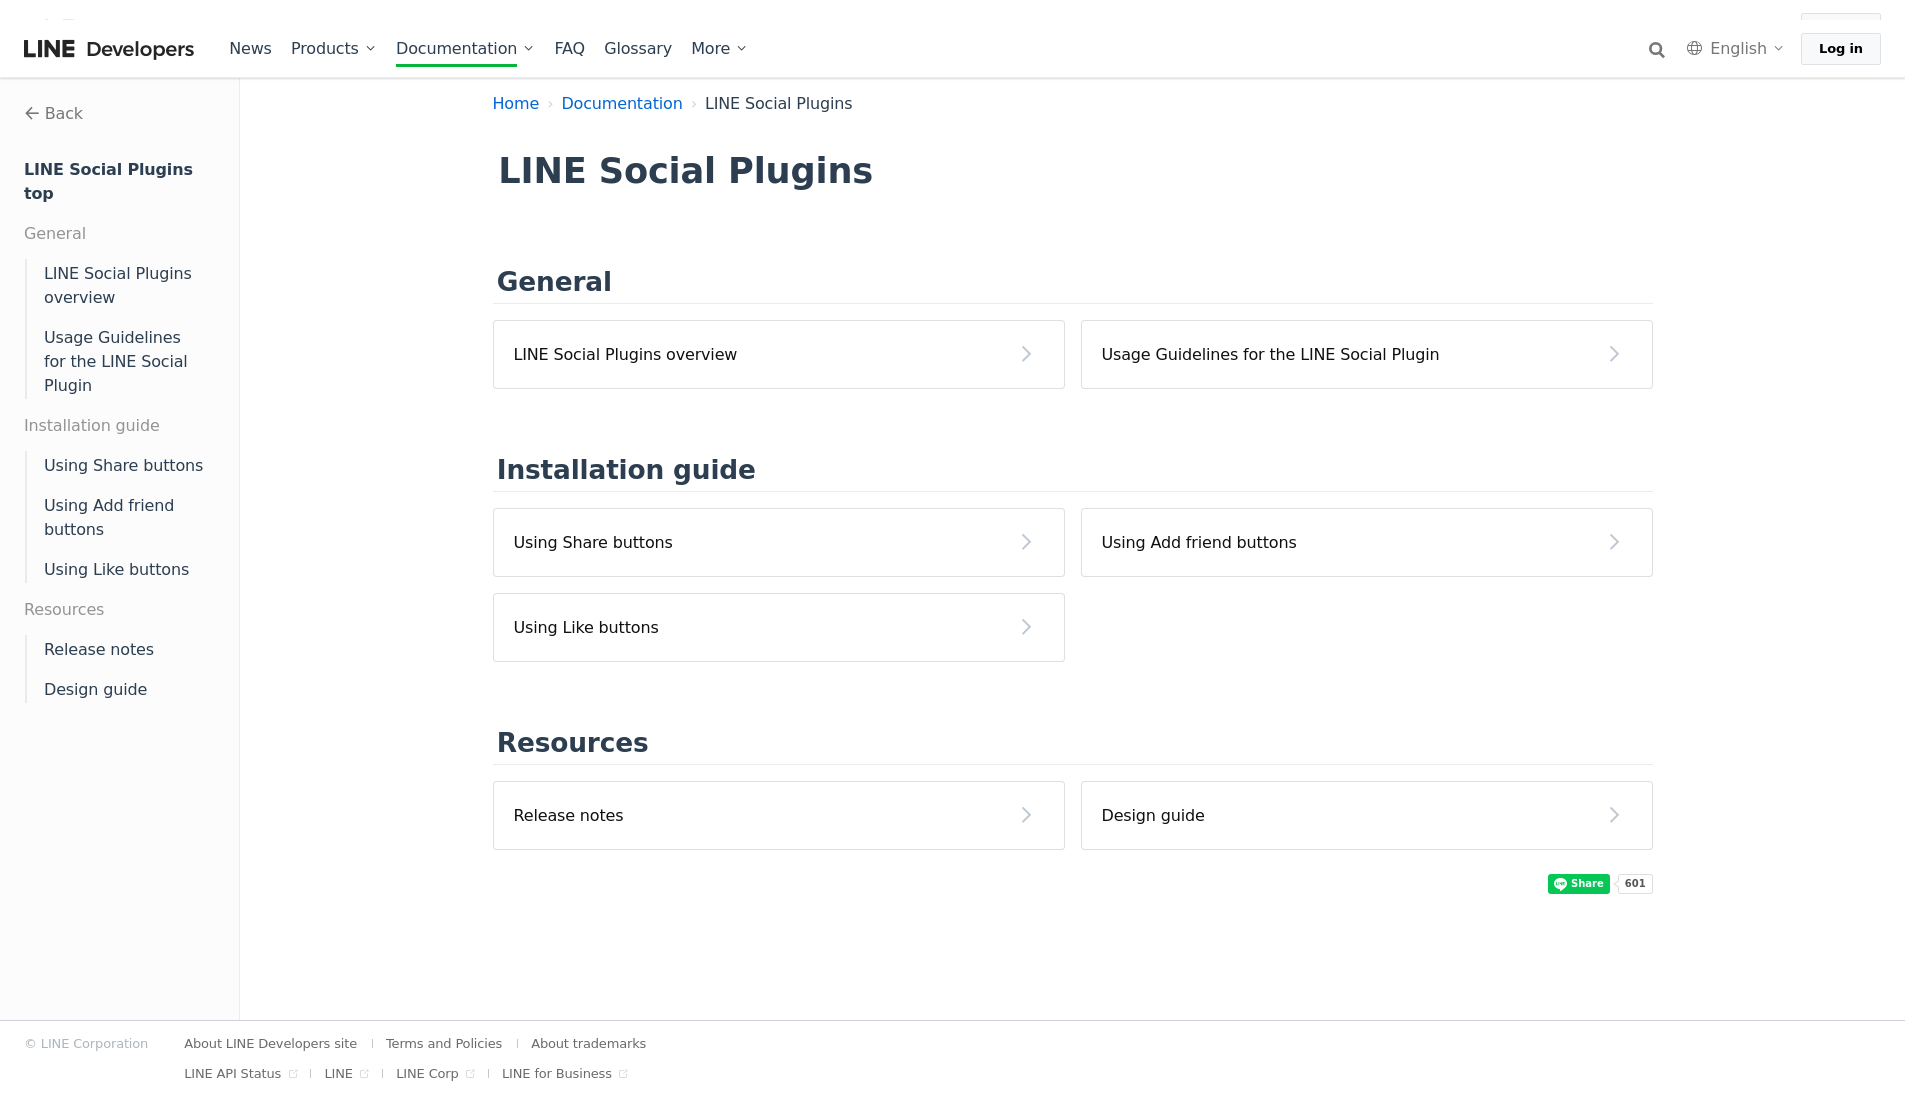 LINE Developers
News
Products
Documentation
FAQ
Glossary
More
English
Log in
Back
LINE Social Plugins
top
General
LINE Social Plugins
overview
Usage Guidelines
for the LINE Social
Plugin
Installation guide
Using Share buttons
Using Add friend
buttons
Using Like buttons
Resources
Release notes
Design guide
Home › Documentation › LINE Social Plugins
LINE Social Plugins
General
LINE Social Plugins overview
Usage Guidelines for the LINE Social Plugin
Installation guide
Using Share buttons
Using Add friend buttons
Using Like buttons
Resources
Release notes
Design guide
Share
601
© LINE Corporation
About LINE Developers site
Terms and Policies
About trademarks
LINE API Status
LINE
LINE Corp
LINE for Business